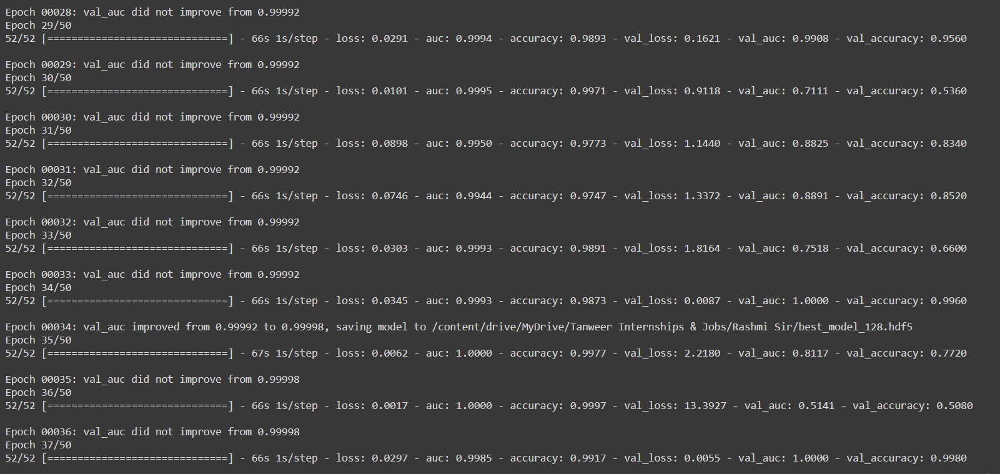 Epoch 00028: val_auc did not improve from 0.99992
Epoch 29/50
52/52 [==============================] - 66s 1s/step - loss: 0.0291 - auc: 0.9994 - accuracy: 0.9893 - val_loss: 0.1621 - val_auc: 0.9908 - val_accuracy: 0.9560
Epoch 00029: val_auc did not improve from 0.99992
Epoch 30/50
52/52 [==============================] - 66s 1s/step - loss: 0.0101 - auc: 0.9995 - accuracy: 0.9971 - val_loss: 0.9118 - val_auc: 0.7111 - val_accuracy: 0.5360
Epoch 00030: val_auc did not improve from 0.99992
Epoch 31/50
52/52 [==============================] - 66s 1s/step - loss: 0.0898 - auc: 0.9950 - accuracy: 0.9773 - val_loss: 1.1440 - val_auc: 0.8825 - val_accuracy: 0.8340
Epoch 00031: val_auc did not improve from 0.99992
Epoch 32/50
52/52 [==============================] - 66s 1s/step - loss: 0.0746 - auc: 0.9944 - accuracy: 0.9747 - val_loss: 1.3372 - val_auc: 0.8891 - val_accuracy: 0.8520
Epoch 00032: val_auc did not improve from 0.99992
Epoch 33/50
52/52 [==============================] - 66s 1s/step - loss: 0.0303 - auc: 0.9993 - accuracy: 0.9891 - val_loss: 1.8164 - val_auc: 0.7518 - val_accuracy: 0.6600
Epoch 00033: val_auc did not improve from 0.99992
Epoch 34/50
52/52 [==============================] - 66s 1s/step - loss: 0.0345 - auc: 0.9993 - accuracy: 0.9873 - val_loss: 0.0087 - val_auc: 1.0000 - val_accuracy: 0.9960
Epoch 00034: val_auc improved from 0.99992 to 0.99998, saving model to /content/drive/MyDrive/Tanweer Internships & Jobs/Rashmi Sir/best_model_128.hdf5
Epoch 35/50
52/52 [==============================] - 67s 1s/step - loss: 0.0062 - auc: 1.0000 - accuracy: 0.9977 - val_loss: 2.2180 - val_auc: 0.8117 - val_accuracy: 0.7720
Epoch 00035: val_auc did not improve from 0.99998
Epoch 36/50
52/52 [==============================] - 66s 1s/step - loss: 0.0017 - auc: 1.0000 - accuracy: 0.9997 - val_loss: 13.3927 - val_auc: 0.5141 - val_accuracy: 0.5080
Epoch 00036: val_auc did not improve from 0.99998
Epoch 37/50
52/52 [==============================] - 66s 1s/step - loss: 0.0297 - auc: 0.9985 - accuracy: 0.9917 - val_loss: 0.0055 - val_auc: 1.0000 - val_accuracy: 0.9980